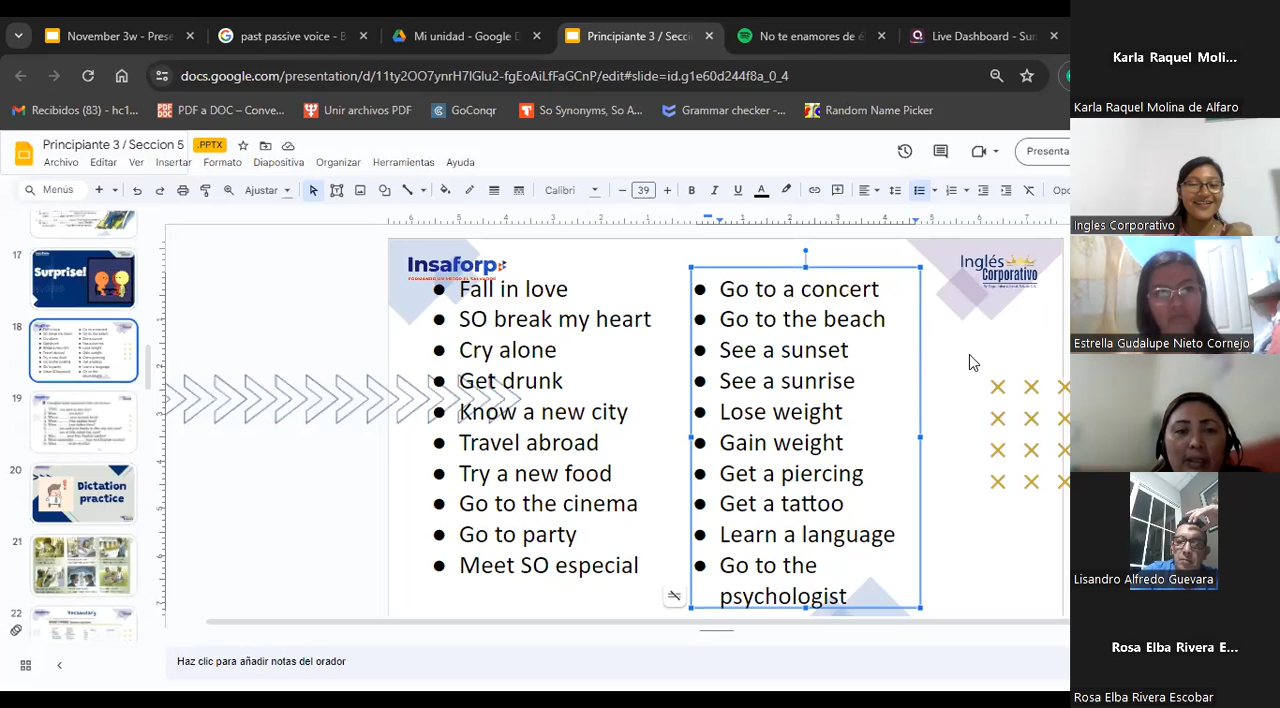 November 3w - Prese
past passive voice - B
Mi unidad - Google D
Principiante 3 / Secci
No te enamores de é
Live Dashboard - Sur
docs.google.com/presentation/d/11ty2OO7ynrH7IGlu2-fgEoAiLfFaGCnP/edit#slide=id.g1e60d244f8a_0_4
Recibidos (83) - hc1...
PDF a DOC – Conve...
Unir archivos PDF
GoConqr
So Synonyms, So A...
Grammar checker -...
Random Name Picker
Principiante 3 / Seccion 5
.PPTX
Archivo Editar Ver Insertar Formato Diapositiva Organizar Herramientas Ayuda
Presenta
Menús
Ajustar
Calibri
39
Opc
17
Surprise!
18
19
20
Dictation
practice
21
22
Vocabulary
Insaforp
Inglés
Corporativo
Fall in love
SO break my heart
Cry alone
Get drunk
Know a new city
Travel abroad
Try a new food
Go to the cinema
Go to party
Meet SO especial
Go to a concert
Go to the beach
See a sunset
See a sunrise
Lose weight
Gain weight
Get a piercing
Get a tattoo
Learn a language
Go to the
psychologist
Haz clic para añadir notas del orador
Karla Raquel Moli...
Karla Raquel Molina de Alfaro
Ingles Corporativo
Estrella Gudalupe Nieto Cornejo
Lisandro Alfredo Guevara
Rosa Elba Rivera E...
Rosa Elba Rivera Escobar